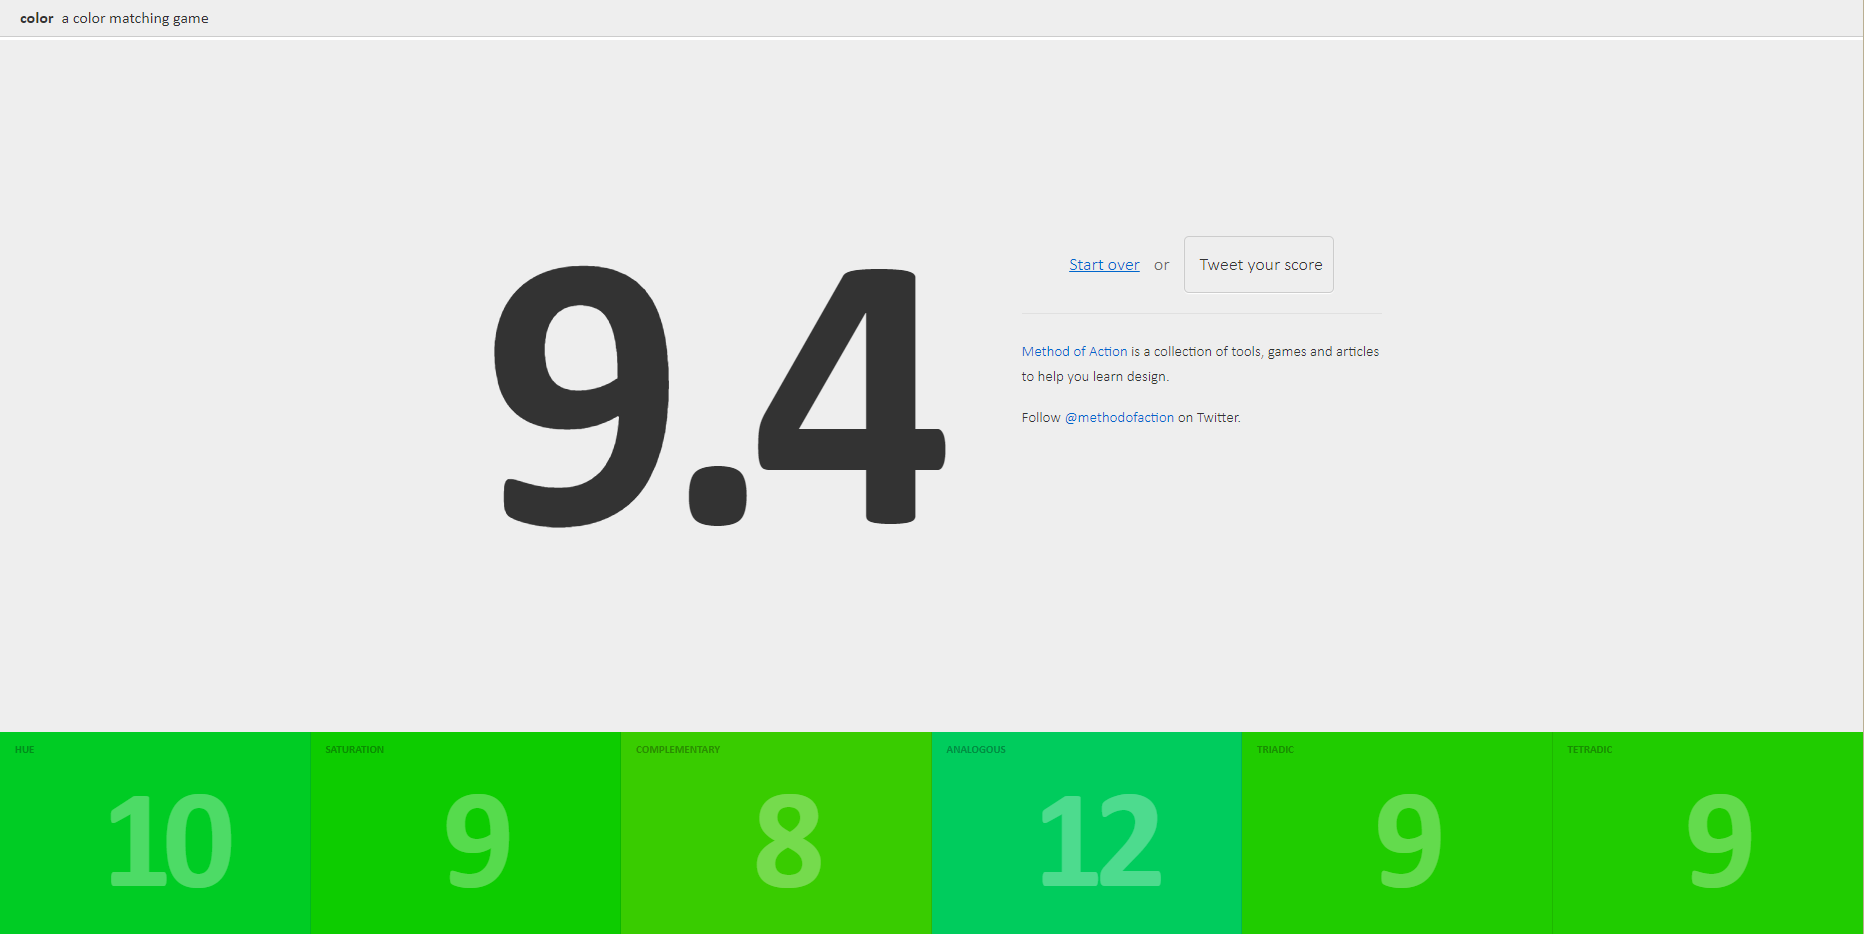 color a color matching game
9.4
Start over or Tweet your score
Method of Action is a collection of tools, games and articles
to help you learn design.
Follow @methodofaction on Twitter.
HUE
10
SATURATION
9
COMPLEMENTARY
8
ANALOGOUS
12
TRIADIC
9
TETRADIC
9